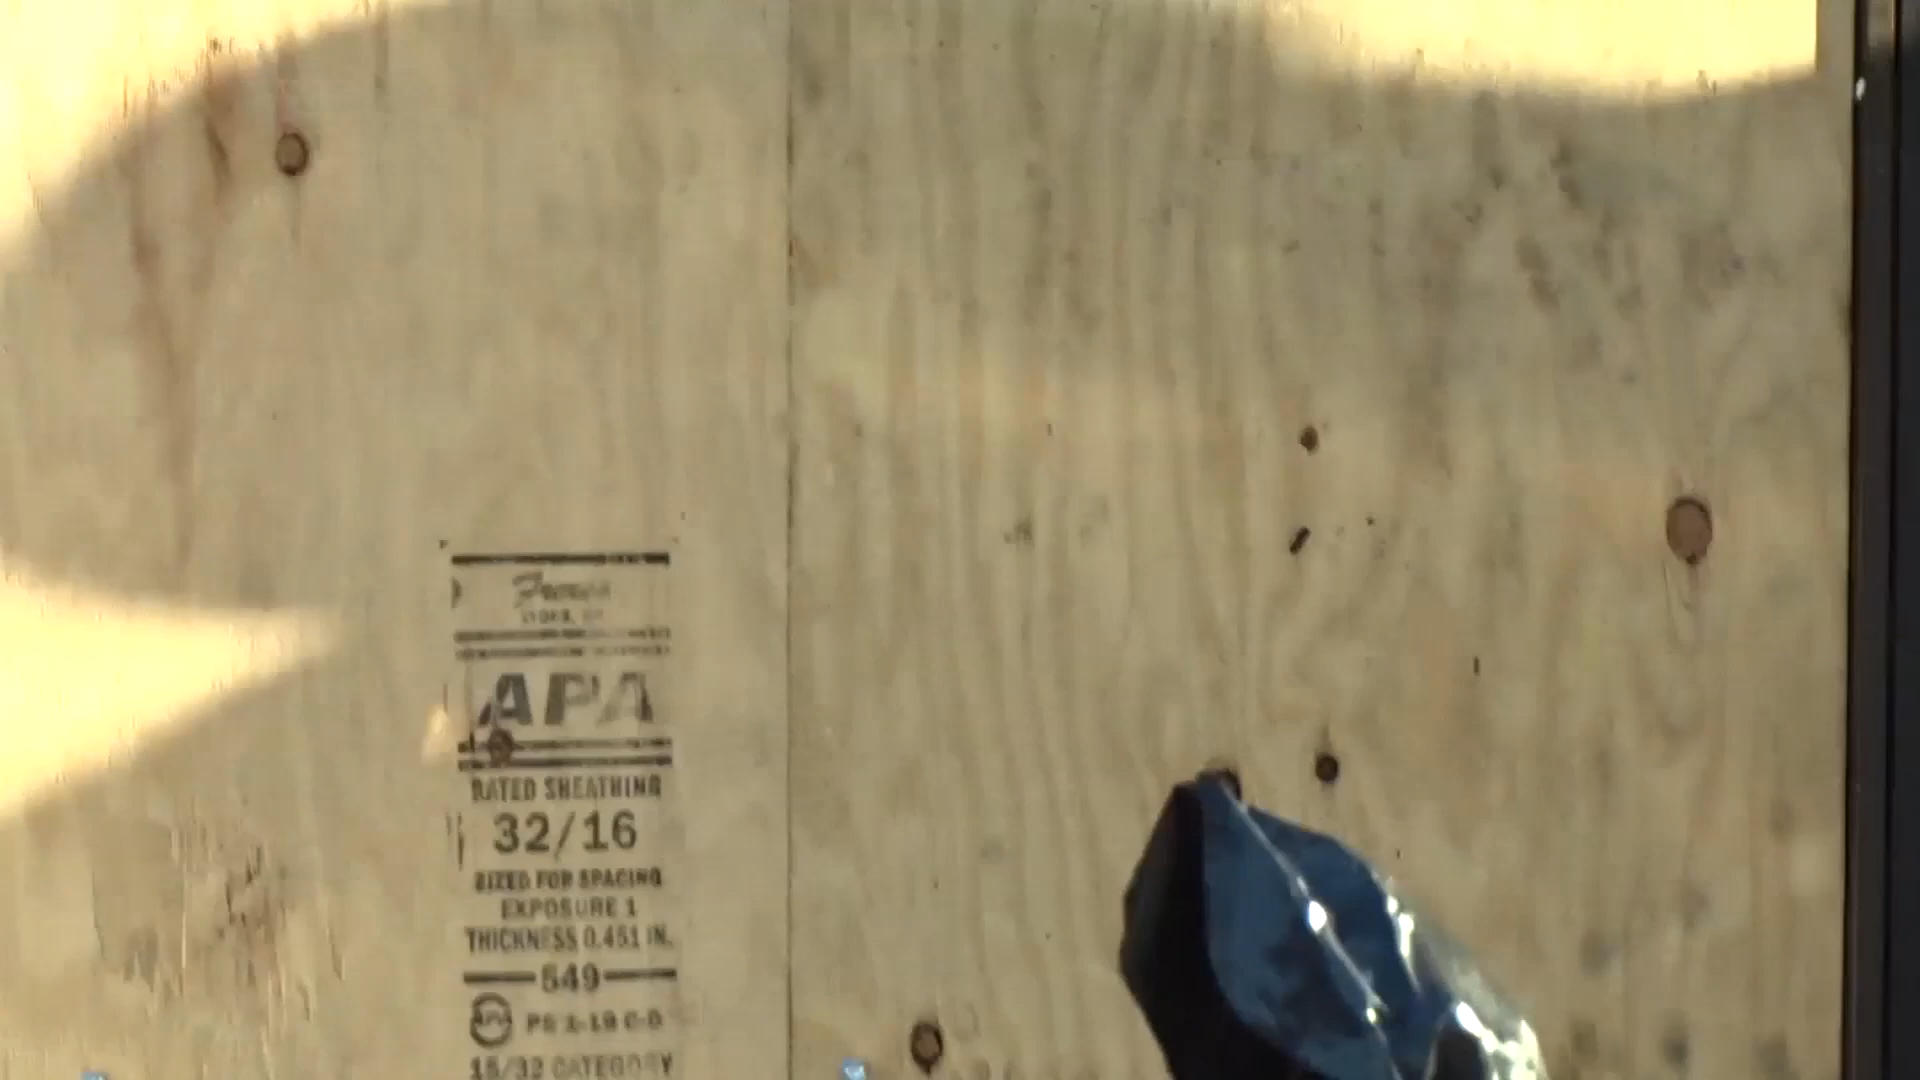 APA
RATED SHEATHING
32/16
SIZED FOR SPACING
EXPOSURE 1
THICKNESS 0.451 IN.
549
APA PS 1-19 C-D
15/32 CATEGORY